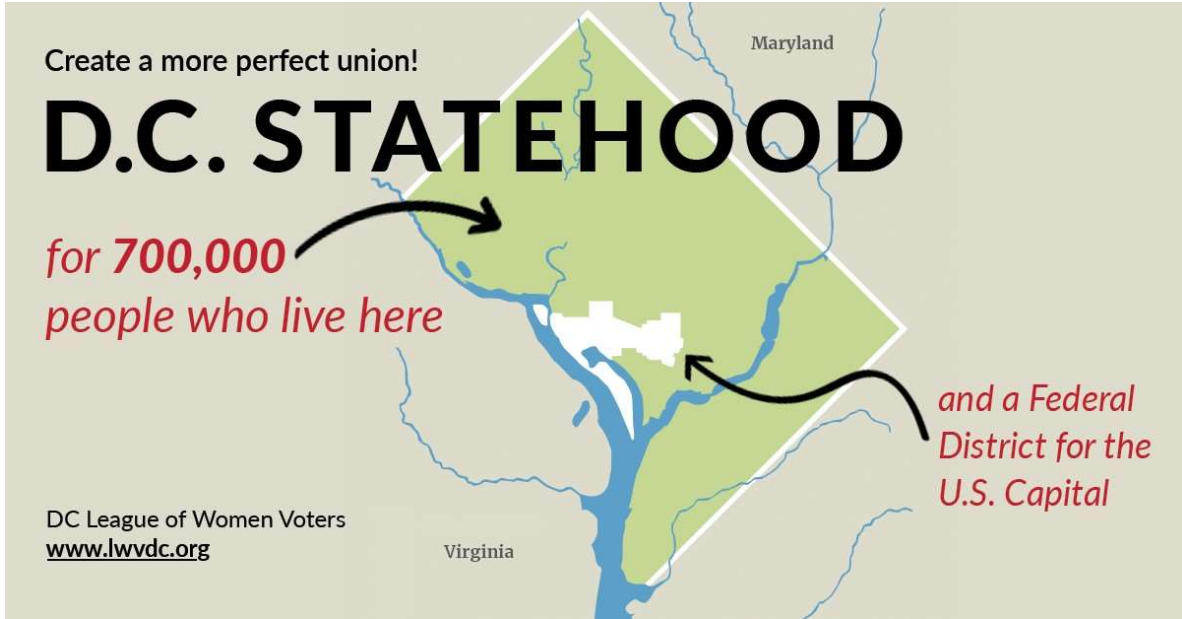 Create a more perfect union!
D.C. STATEHOOD
for 700,000
people who live here
Maryland
and a Federal
District for the
U.S. Capital
DC League of Women Voters
www.lwvdc.org
Virginia